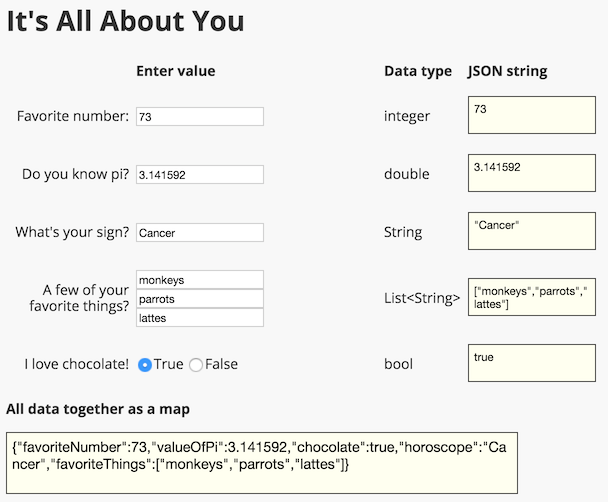 It's All About You
Enter value Data type JSON string
Favorite number: 73 integer 73
Do you know pi? 3.141592 double 3.141592
What's your sign? Cancer String "Cancer"
A few of your
favorite things?
monkeys
parrots
lattes
List<String>
["monkeys","parrots","
lattes"]
I love chocolate! True False bool true
All data together as a map
{"favoriteNumber":73,"valueOfPi":3.141592,"chocolate":true,"horoscope":"Ca
ncer","favoriteThings":["monkeys","parrots","lattes"]}